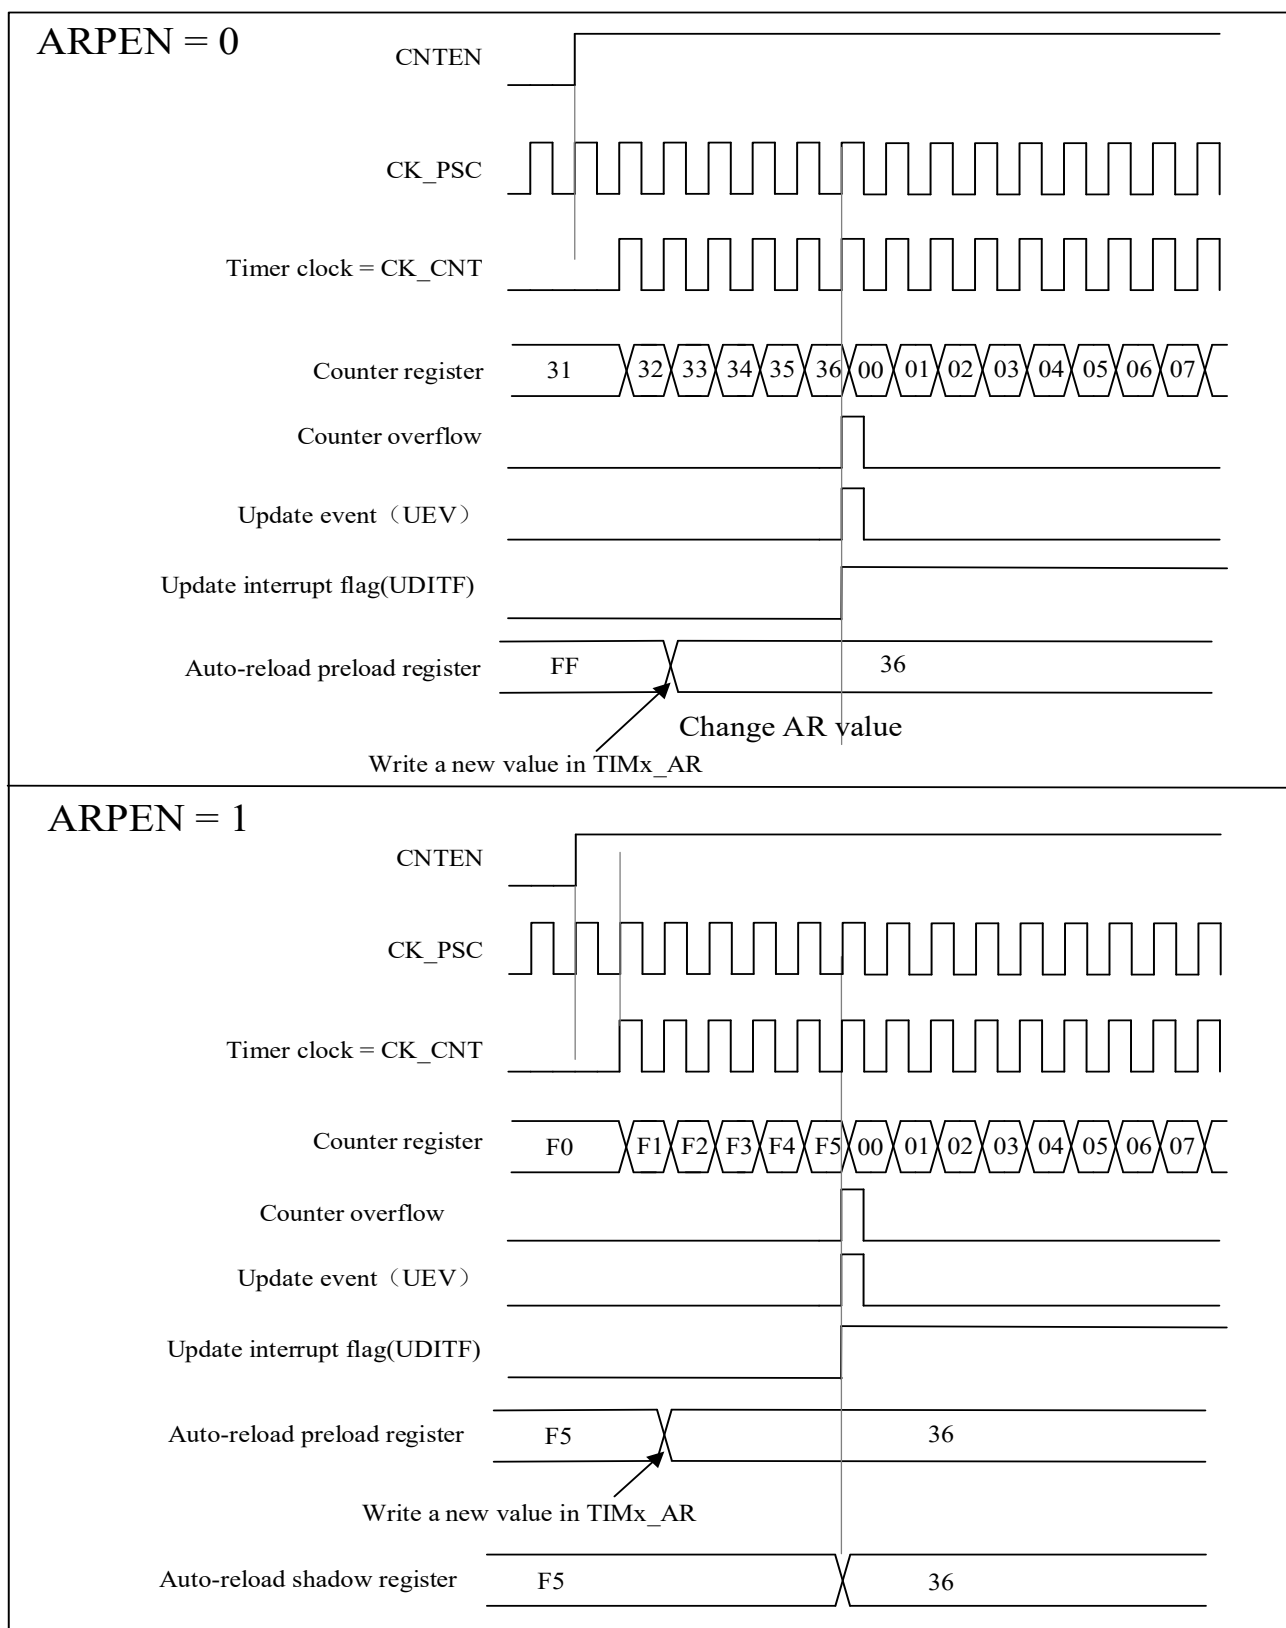 ARPEN = 0
CNTEN
CK_PSC
Timer clock = CK_CNT
Counter register 31 32 33 34 35 36 00 01 02 03 04 05 06 07
Counter overflow
Update event（UEV）
Update interrupt flag(UDITF)
Auto-reload preload register FF 36
Change AR value
Write a new value in TIMx_AR
ARPEN = 1
CNTEN
CK_PSC
Timer clock = CK_CNT
Counter register F0 F1 F2 F3 F4 F5 00 01 02 03 04 05 06 07
Counter overflow
Update event（UEV）
Update interrupt flag(UDITF)
Auto-reload preload register F5 36
Write a new value in TIMx_AR
Auto-reload shadow register F5 36